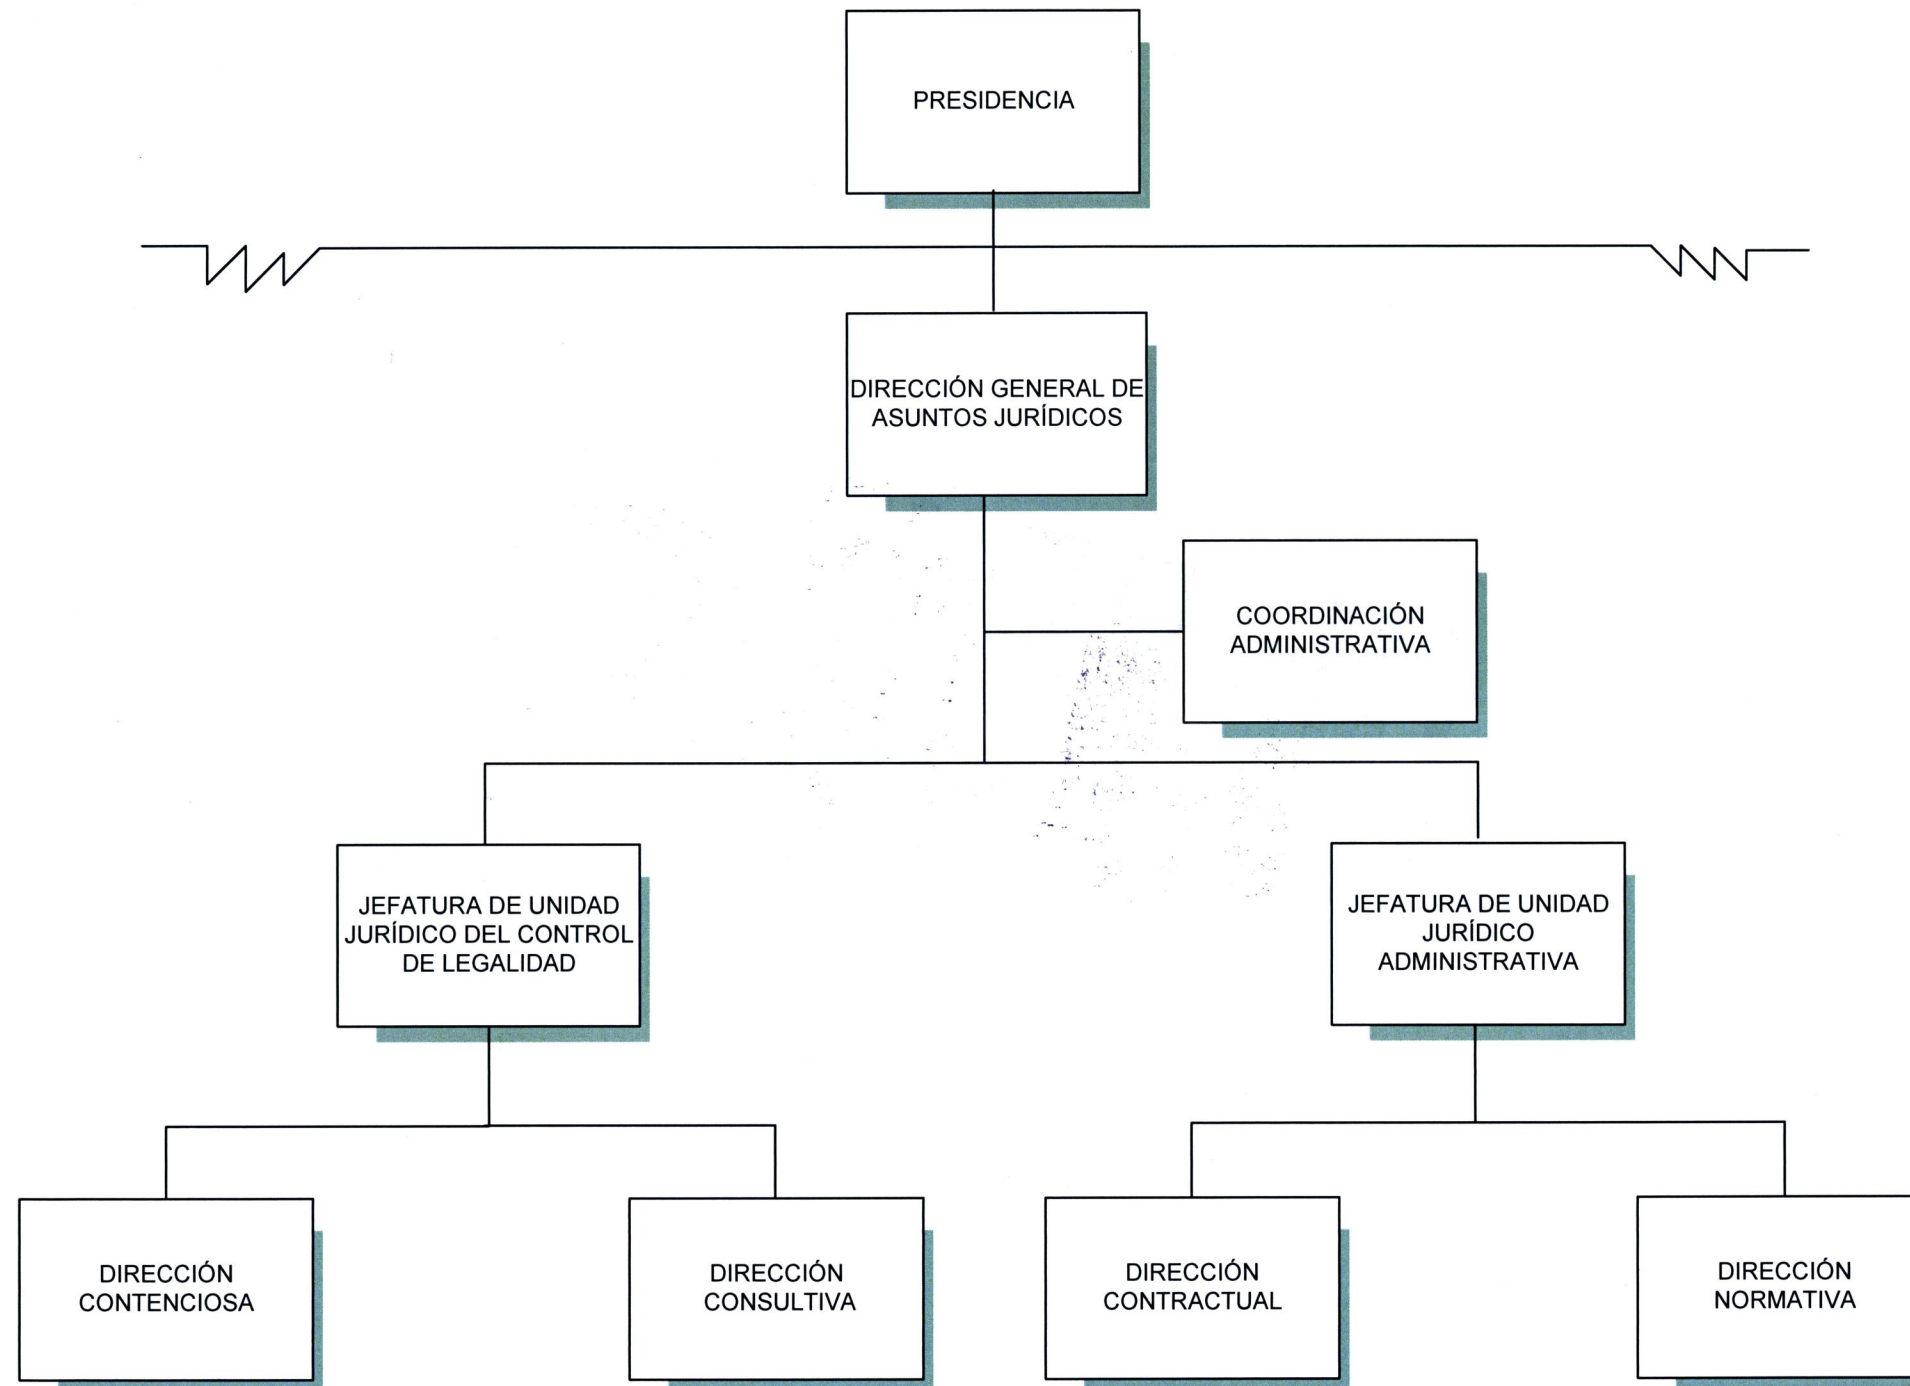 PRESIDENCIA
DIRECCIÓN GENERAL DE
ASUNTOS JURÍDICOS
COORDINACIÓN
ADMINISTRATIVA
JEFATURA DE UNIDAD
JURÍDICO DEL CONTROL
DE LEGALIDAD
JEFATURA DE UNIDAD
JURÍDICO
ADMINISTRATIVA
DIRECCIÓN
CONTENCIOSA
DIRECCIÓN
CONSULTIVA
DIRECCIÓN
CONTRACTUAL
DIRECCIÓN
NORMATIVA